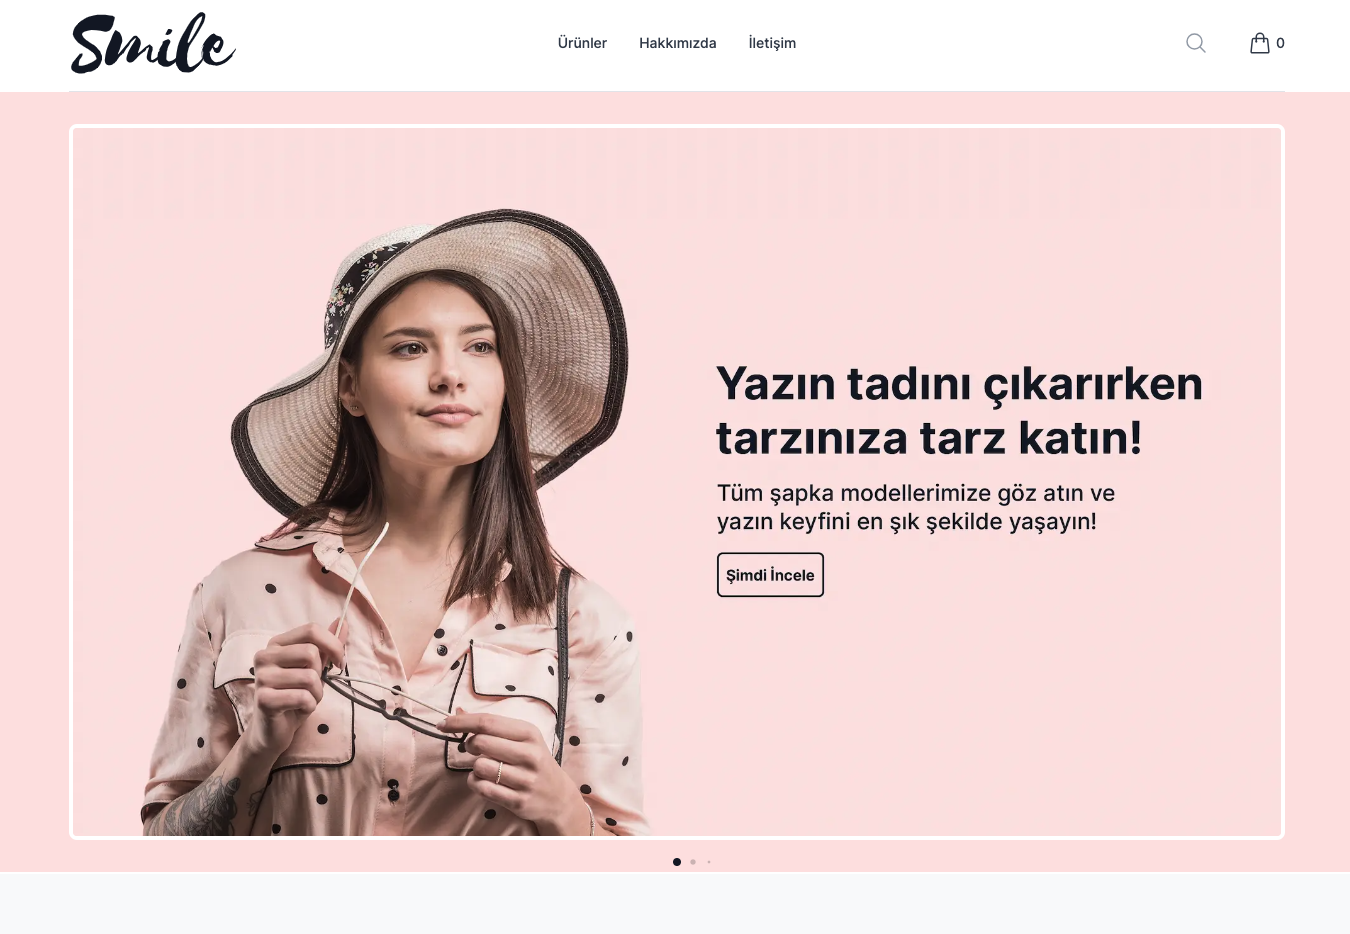 Smile
Ürünler Hakkımızda İletişim
0
Yazın tadını çıkarırken
tarzınıza tarz katın!
Tüm şapka modellerimize göz atın ve
yazın keyfini en şık şekilde yaşayın!
Şimdi İncele